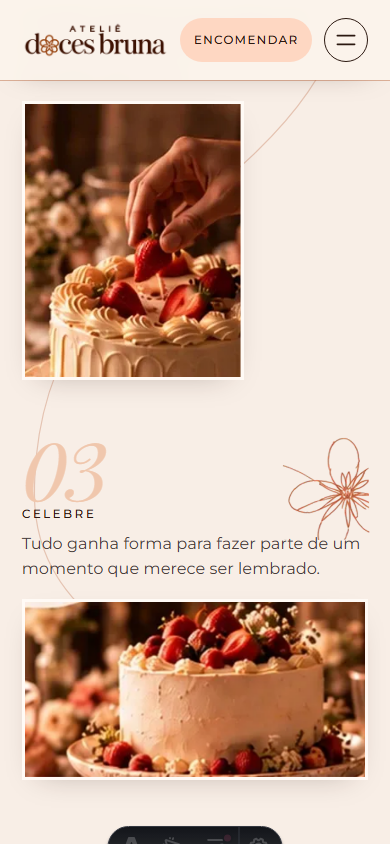 ATELIÊ
doces bruna
ENCOMENDAR
03
CELEBRE
Tudo ganha forma para fazer parte de um
momento que merece ser lembrado.